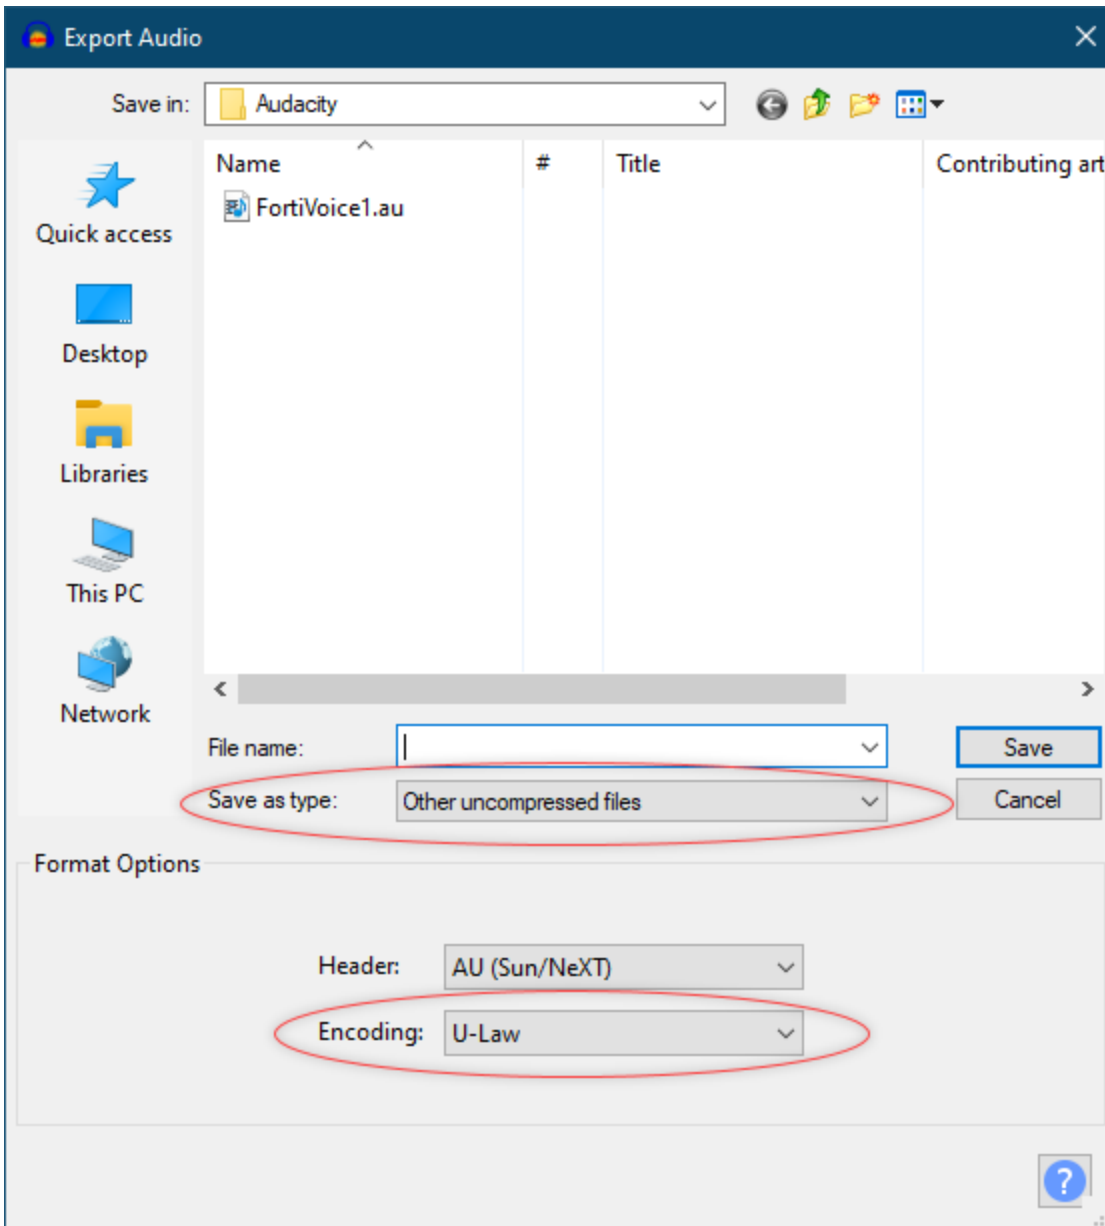 Export Audio
Save in: Audacity
Name # Title Contributing art
FortiVoice1.au
Quick access
Desktop
Libraries
This PC
Network
File name: Save
Save as type: Other uncompressed files Cancel
Format Options
Header: AU (Sun/NeXT)
Encoding: U-Law
?